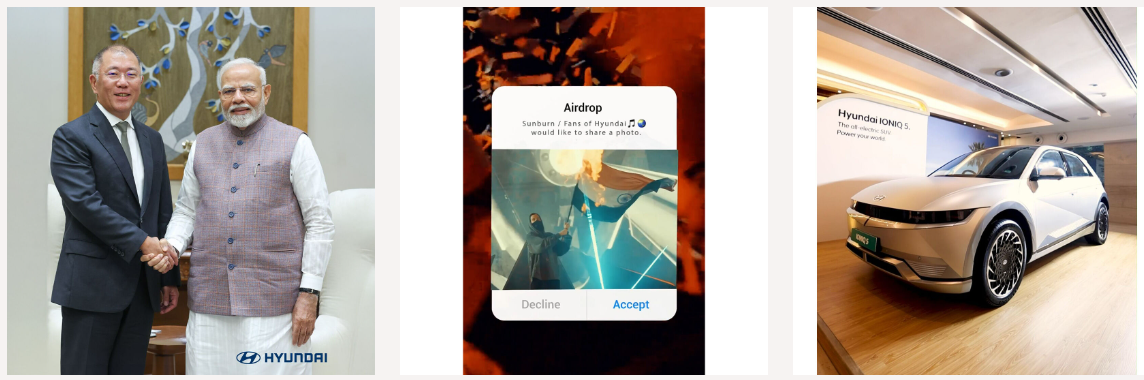 HYUNDAI
Airdrop
Sunburn / Fans of Hyundai🎵🌏
would like to share a photo.
Decline
Accept
Hyundai IONIQ 5.
The all-electric SUV.
Power your world.
IONIQ 5